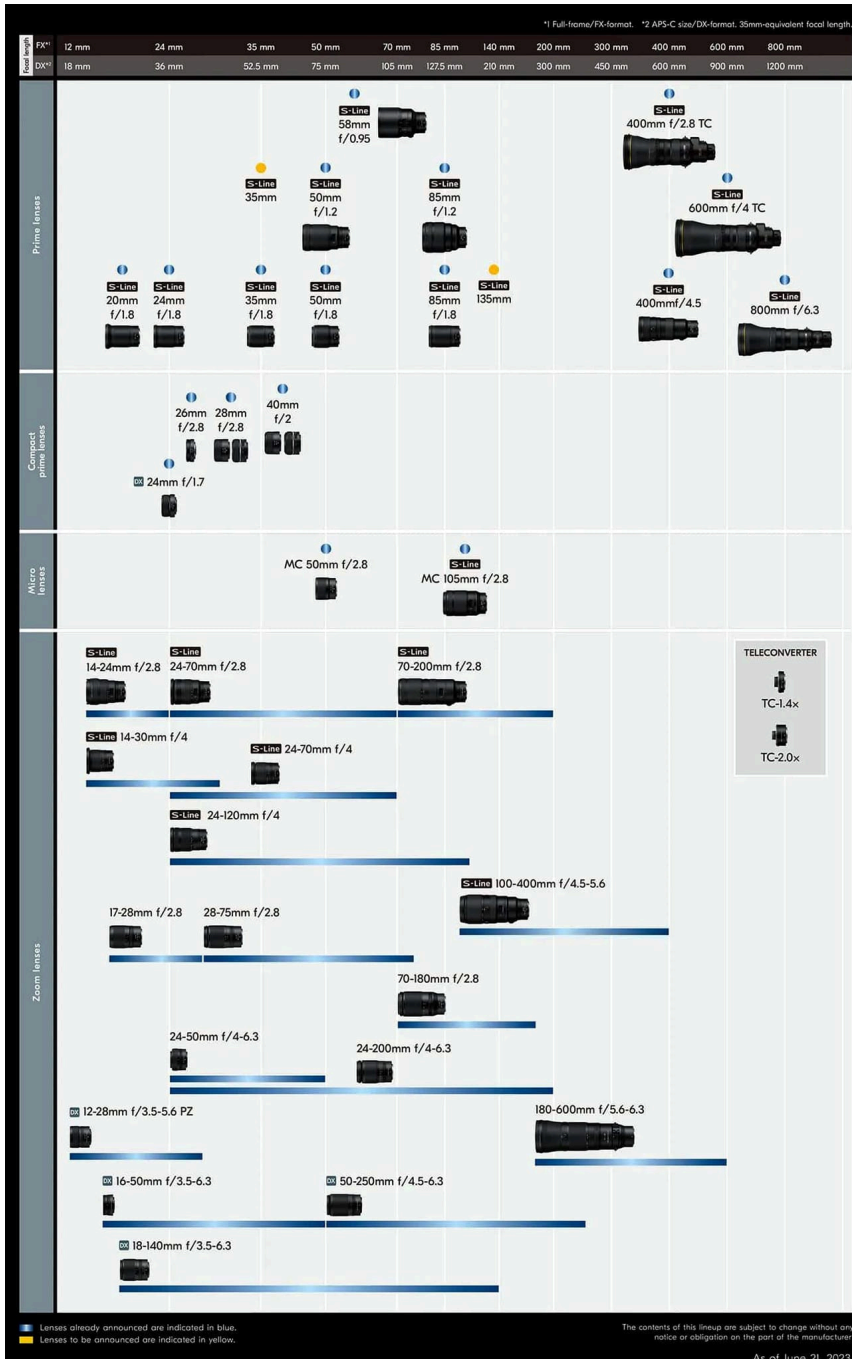 *1 Full-frame/FX-format. *2 APS-C size/DX-format. 35mm-equivalent focal length.
Focal length
FX*1 12 mm 24 mm 35 mm 50 mm 70 mm 85 mm 140 mm 200 mm 300 mm 400 mm 600 mm 800 mm
DX*2 18 mm 36 mm 52.5 mm 75 mm 105 mm 127.5 mm 210 mm 300 mm 450 mm 600 mm 900 mm 1200 mm
Prime lenses
S-Line
58mm
f/0.95
S-Line
400mm f/2.8 TC
S-Line
35mm
S-Line
50mm
f/1.2
S-Line
85mm
f/1.2
S-Line
600mm f/4 TC
S-Line
20mm
f/1.8
S-Line
24mm
f/1.8
S-Line
35mm
f/1.8
S-Line
50mm
f/1.8
S-Line
85mm
f/1.8
S-Line
135mm
S-Line
400mmf/4.5
S-Line
800mm f/6.3
Compact
prime lenses
26mm
f/2.8
28mm
f/2.8
40mm
f/2
DX 24mm f/1.7
Micro
lenses
MC 50mm f/2.8
S-Line
MC 105mm f/2.8
Zoom lenses
S-Line
14-24mm f/2.8
S-Line
24-70mm f/2.8
S-Line
70-200mm f/2.8
TELECONVERTER
TC-1.4x
TC-2.0x
S-Line 14-30mm f/4
S-Line 24-70mm f/4
S-Line 24-120mm f/4
S-Line 100-400mm f/4.5-5.6
17-28mm f/2.8
28-75mm f/2.8
70-180mm f/2.8
24-50mm f/4-6.3
24-200mm f/4-6.3
DX 12-28mm f/3.5-5.6 PZ
180-600mm f/5.6-6.3
DX 16-50mm f/3.5-6.3
DX 50-250mm f/4.5-6.3
DX 18-140mm f/3.5-6.3
Lenses already announced are indicated in blue.
Lenses to be announced are indicated in yellow.
The contents of this lineup are subject to change without any
notice or obligation on the part of the manufacturer
As of June 21, 2023